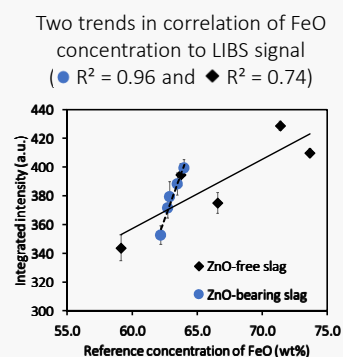 Two trends in correlation of FeO
concentration to LIBS signal
(● R² = 0.96 and ◆ R² = 0.74)
Integrated intensity (a.u.)
440
420
400
380
360
340
320
300
◆ ZnO-free slag
● ZnO-bearing slag
55.0 60.0 65.0 70.0 75.0
Reference concentration of FeO (wt%)